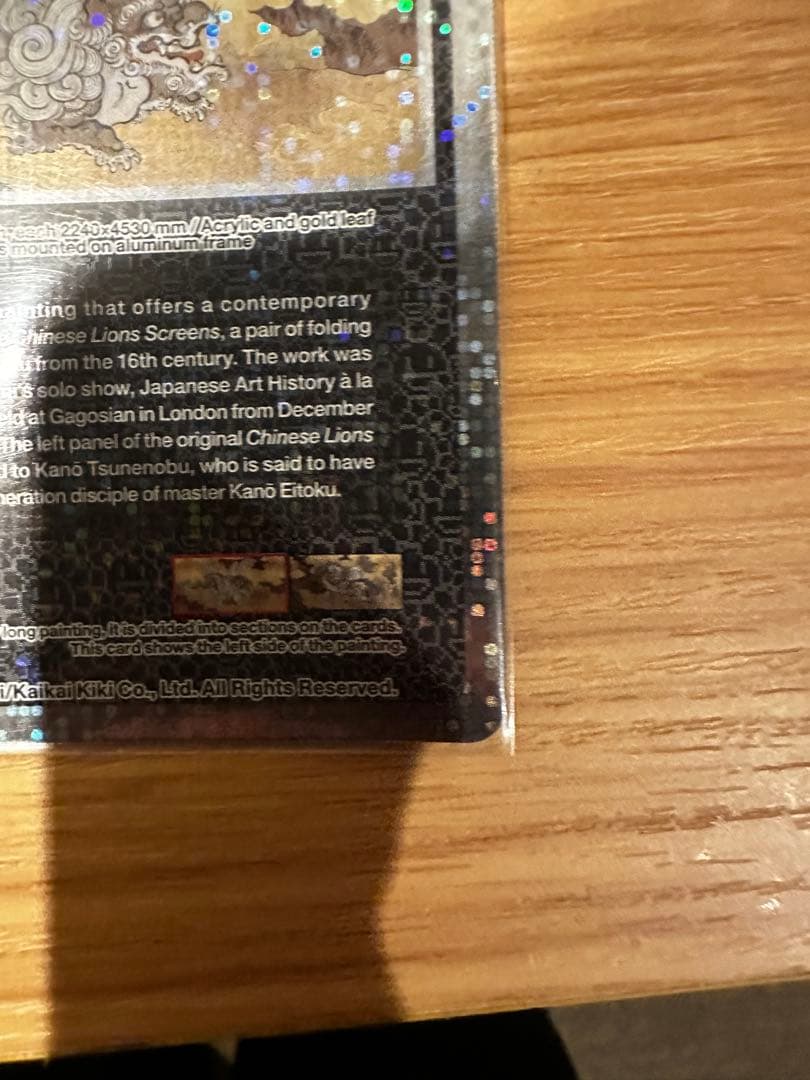 each 2240x4530 mm / Acrylic and gold leaf
mounted on aluminum frame
painting that offers a contemporary
Chinese Lions Screens, a pair of folding
from the 16th century. The work was
's solo show, Japanese Art History à la
at Gagosian in London from December
The left panel of the original Chinese Lions
to Kanō Tsunenobu, who is said to have
neration disciple of master Kanō Eitoku.
long painting, it is divided into sections on the cards.
This card shows the left side of the painting.
i/Kaikai Kiki Co., Ltd. All Rights Reserved.